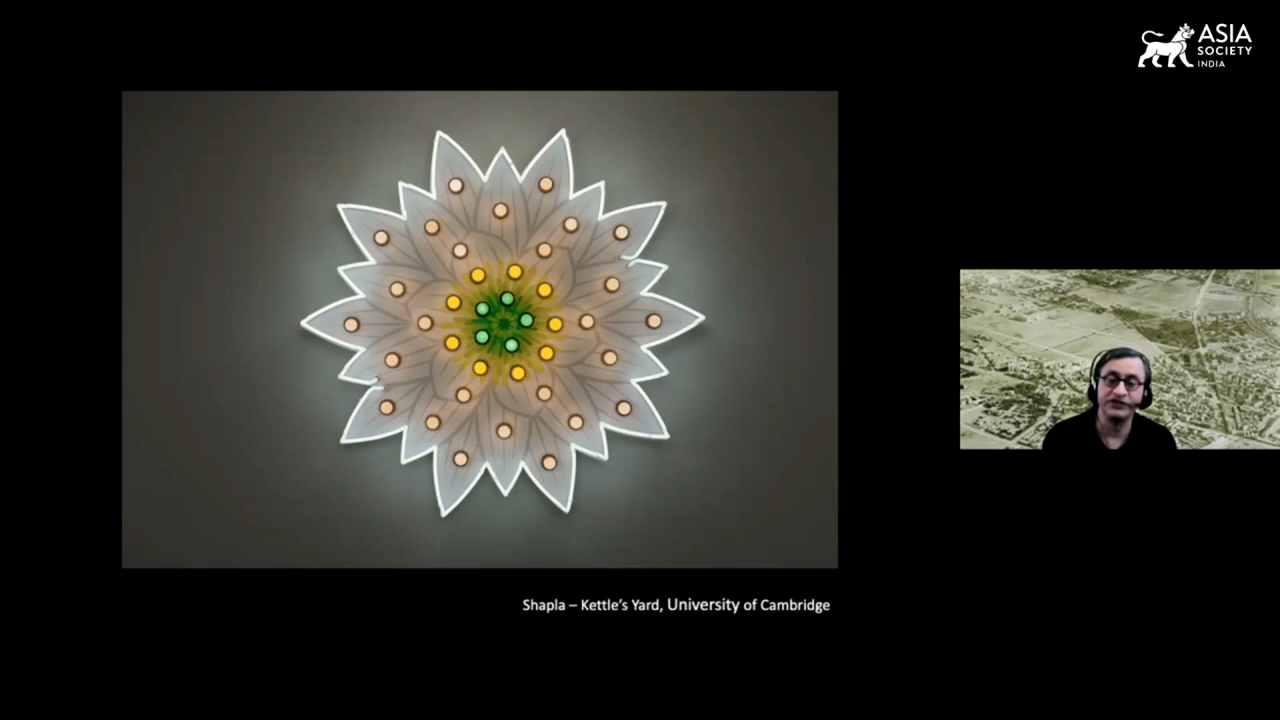 ASIA
SOCIETY
INDIA
Shapla – Kettle's Yard, University of Cambridge